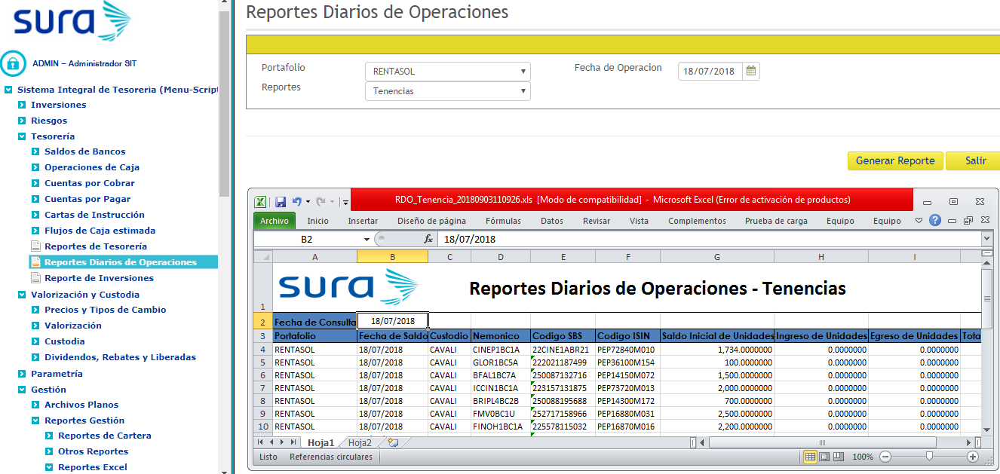 sura
ADMIN – Administrador SIT
Sistema Integral de Tesoreria (Menu-Script
Inversiones
Riesgos
Tesorería
Saldos de Bancos
Operaciones de Caja
Cuentas por Cobrar
Cuentas por Pagar
Cartas de Instrucción
Flujos de Caja estimada
Reportes de Tesorería
Reportes Diarios de Operaciones
Reporte de Inversiones
Valorización y Custodia
Precios y Tipos de Cambio
Valorización
Custodia
Dividendos, Rebates y Liberadas
Parametría
Gestión
Archivos Planos
Reportes Gestión
Reportes de Cartera
Otros Reportes
Reportes Excel
Reportes Diarios de Operaciones
Portafolio RENTASOL Fecha de Operacion 18/07/2018
Reportes Tenencias
Generar Reporte Salir
RDO_Tenencia_20180903110926.xls [Modo de compatibilidad] - Microsoft Excel (Error de activación de productos)
Archivo Inicio Insertar Diseño de página Fórmulas Datos Revisar Vista Complementos Prueba de carga Equipo Equipo
B2 fx 18/07/2018
A B C D E F G H I
1 sura Reportes Diarios de Operaciones - Tenencias
2 Fecha de Consulta 18/07/2018
3 Portafolio Fecha de Saldo Custodio Nemonico Codigo SBS Codigo ISIN Saldo Inicial de Unidades Ingreso de Unidades Egreso de Unidades Tota
4 RENTASOL 18/07/2018 CAVALI CINEP1BC1A 22CINE1ABR21 PEP72840M010 1,734.0000000 0.0000000 0.0000000
5 RENTASOL 18/07/2018 CAVALI GLOR1BC5A 222021187499 PEP36100M154 100.0000000 0.0000000 0.0000000
6 RENTASOL 18/07/2018 CAVALI BFAL1BC7A 250087132716 PEP14150M072 1,500.0000000 0.0000000 0.0000000
7 RENTASOL 18/07/2018 CAVALI ICCIN1BC1A 223157131875 PEP73720M013 2,000.0000000 0.0000000 0.0000000
8 RENTASOL 18/07/2018 CAVALI BRIPL4BC2B 250088195688 PEP14300M172 700.0000000 0.0000000 0.0000000
9 RENTASOL 18/07/2018 CAVALI FMV0BC1U 252717158966 PEP16880M031 2,500.0000000 0.0000000 0.0000000
10 RENTASOL 18/07/2018 CAVALI FINOH1BC1A 225578115032 PEP16870M016 2,200.0000000 0.0000000 0.0000000
Hoja1 Hoja2
Listo Referencias circulares 100%